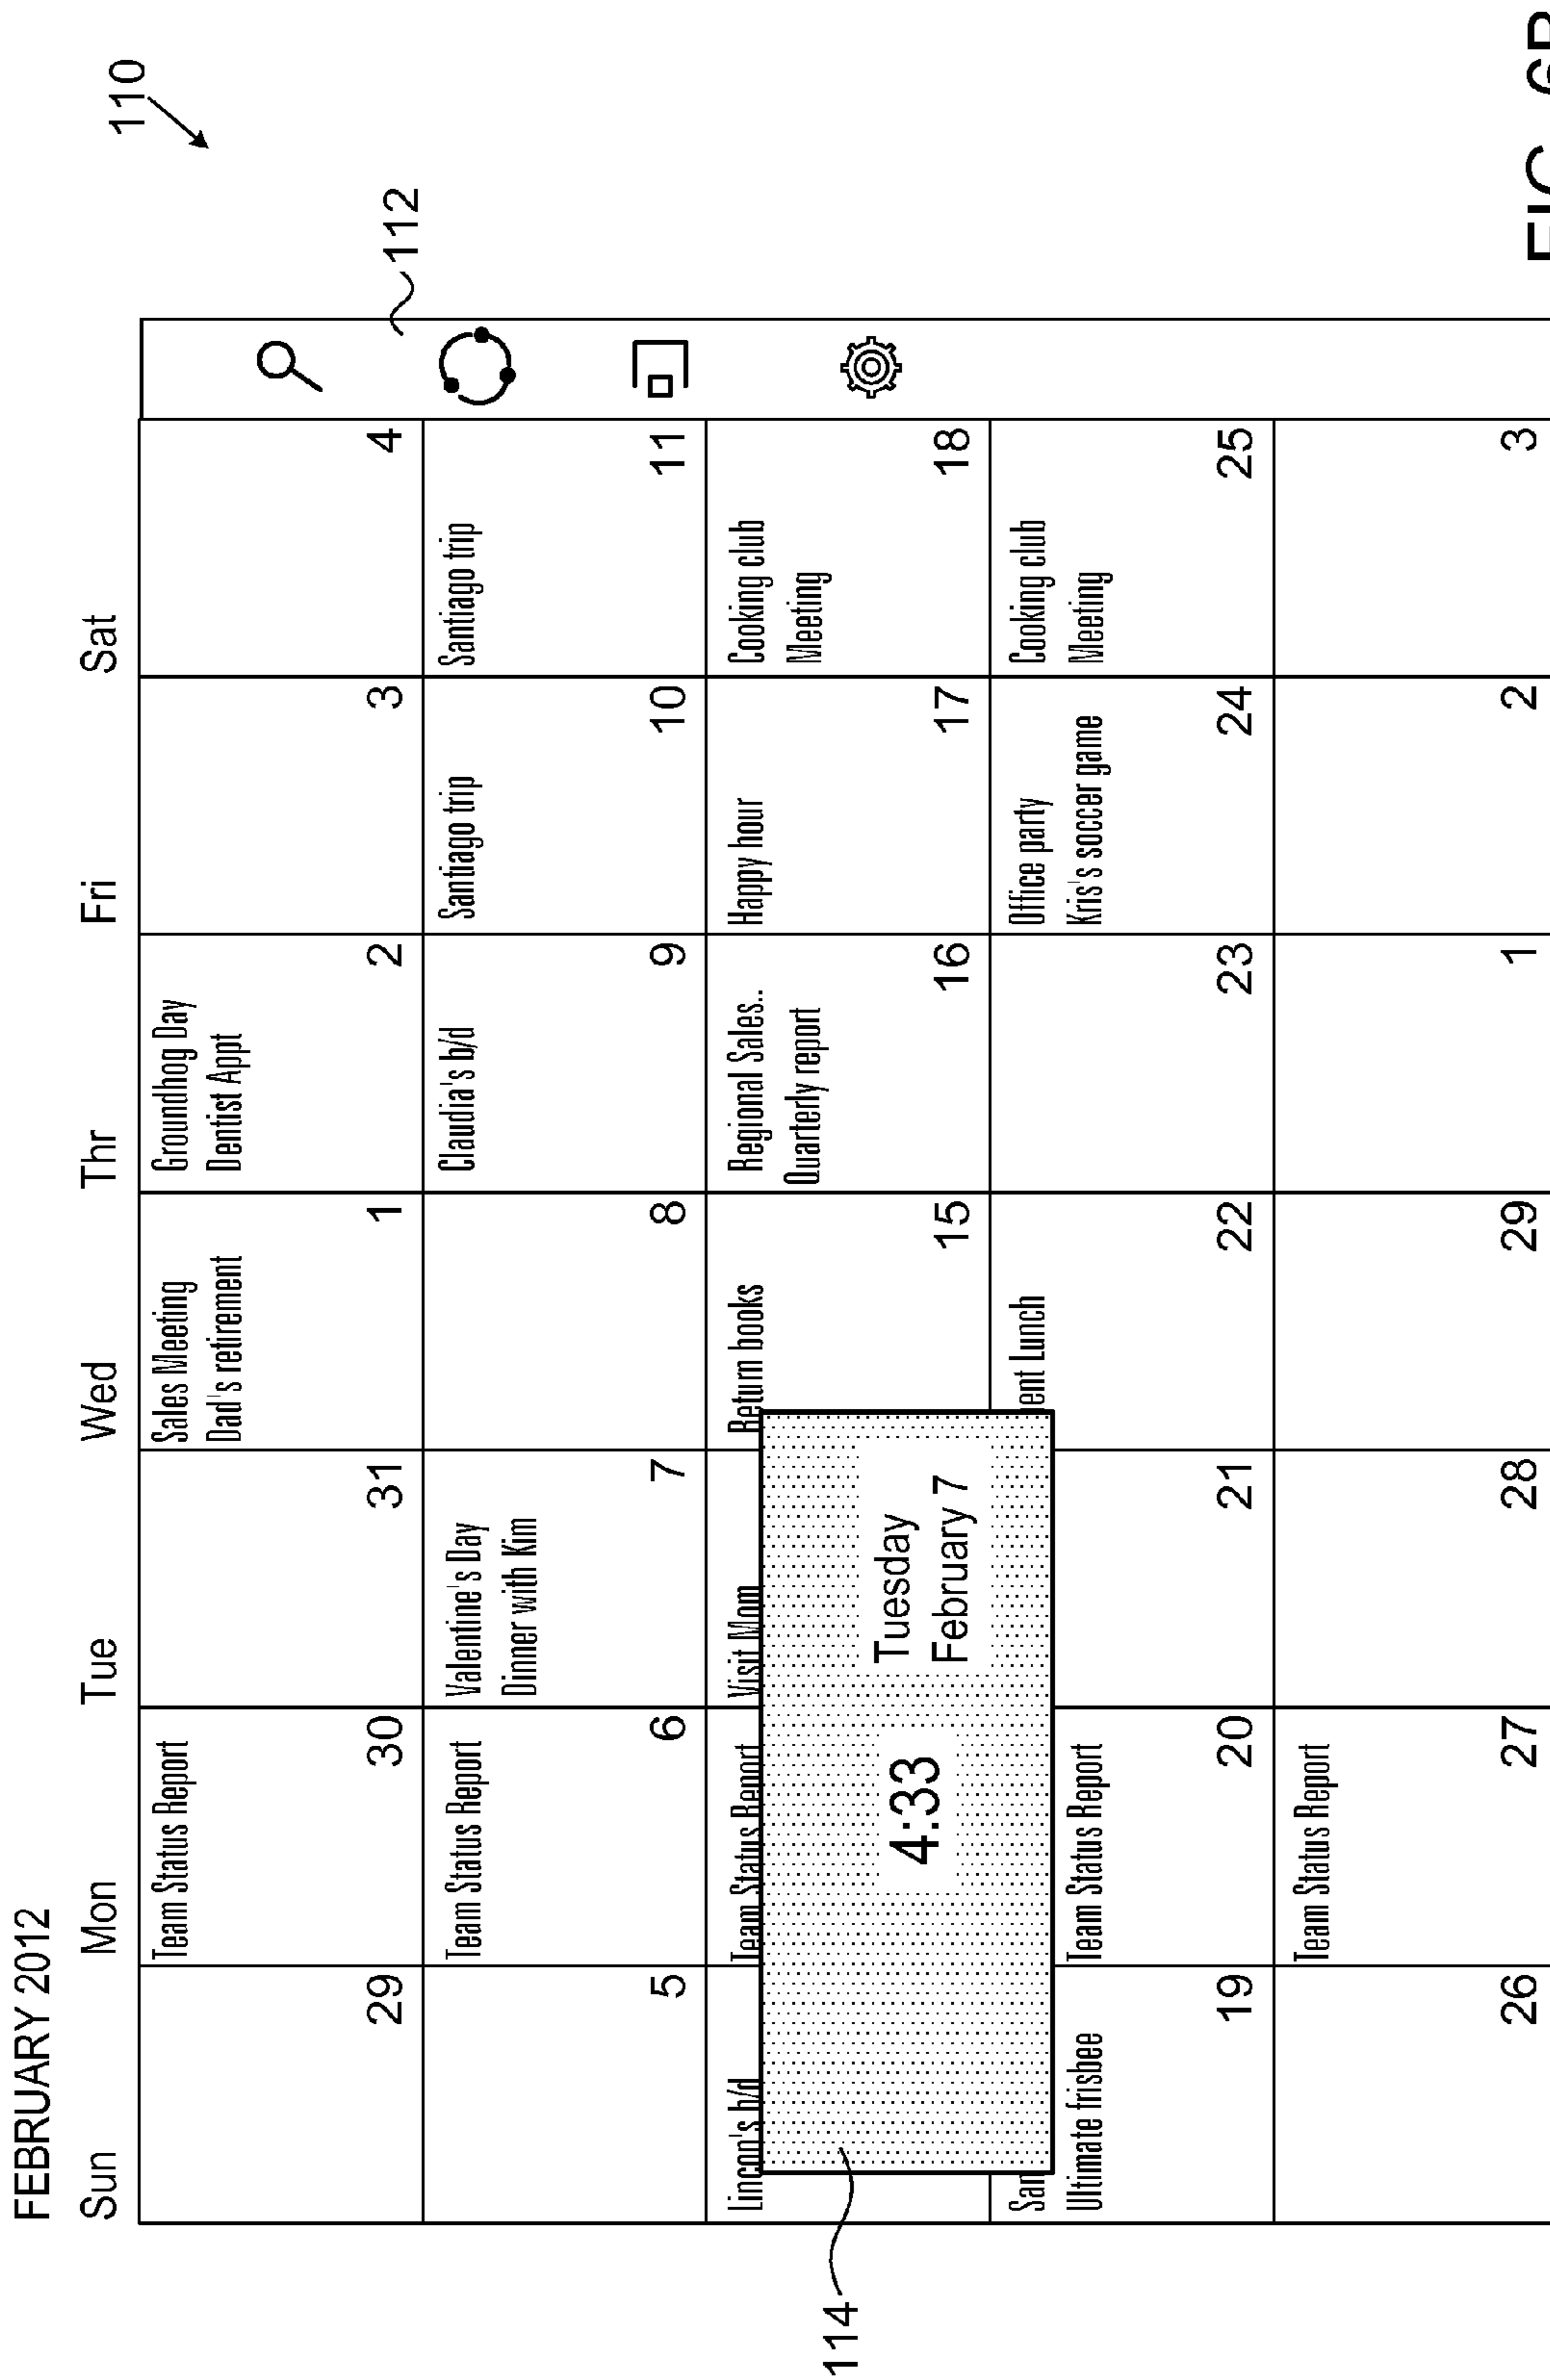 110
112
FEBRUARY 2012
Sun Mon Tue Wed Thr Fri Sat
Team Status Report
Sales Meeting
Dad's retirement
Groundhog Day
Dentist Appt
29 30 31 1 2 3 4
Team Status Report
Valentine's Day
Dinner with Kim
Claudia's b/d
Santiago trip
Santiago trip
5 6 7 8 9 10 11
Lincon's b/d
Team Status Report
Visit Mom
Return books
Regional Sales..
Quarterly report
Happy hour
Cooking club
Meeting
15 16 17 18
114
4:33
Tuesday
February 7
Ultimate frisbee
Team Status Report
Lunch
Office party
Kris's soccer game
Cooking club
Meeting
19 20 21 22 23 24 25
Team Status Report
26 27 28 29 1 2 3
FIG. 6B